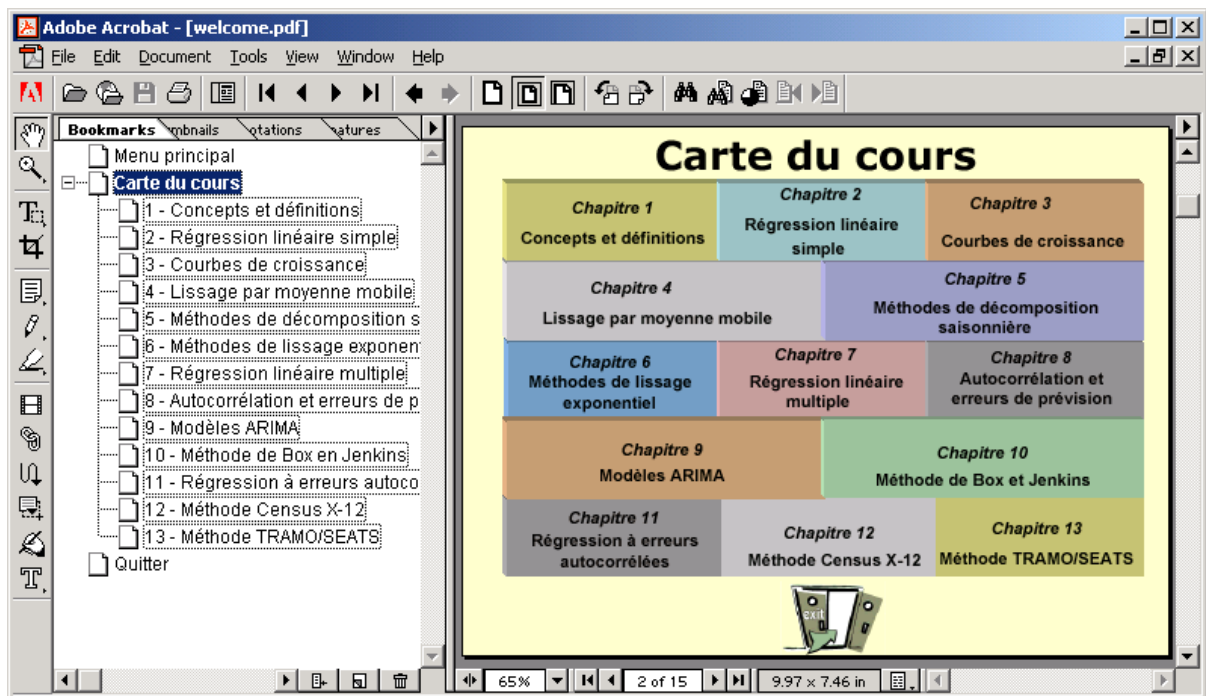 Adobe Acrobat - [welcome.pdf]
File Edit Document Tools View Window Help
Bookmarks mbnails otations atures
Menu principal
Carte du cours
1 - Concepts et définitions
2 - Régression linéaire simple
3 - Courbes de croissance
4 - Lissage par moyenne mobile
5 - Méthodes de décomposition s
6 - Méthodes de lissage exponen
7 - Régression linéaire multiple
8 - Autocorrélation et erreurs de p
9 - Modèles ARIMA
10 - Méthode de Box en Jenkins
11 - Régression à erreurs autoco
12 - Méthode Census X-12
13 - Méthode TRAMO/SEATS
Quitter
Carte du cours
Chapitre 1
Concepts et définitions
Chapitre 2
Régression linéaire
simple
Chapitre 3
Courbes de croissance
Chapitre 4
Lissage par moyenne mobile
Chapitre 5
Méthodes de décomposition
saisonnière
Chapitre 6
Méthodes de lissage
exponentiel
Chapitre 7
Régression linéaire
multiple
Chapitre 8
Autocorrélation et
erreurs de prévision
Chapitre 9
Modèles ARIMA
Chapitre 10
Méthode de Box et Jenkins
Chapitre 11
Régression à erreurs
autocorrélées
Chapitre 12
Méthode Census X-12
Chapitre 13
Méthode TRAMO/SEATS
exit
65% 2 of 15 9.97 x 7.46 in